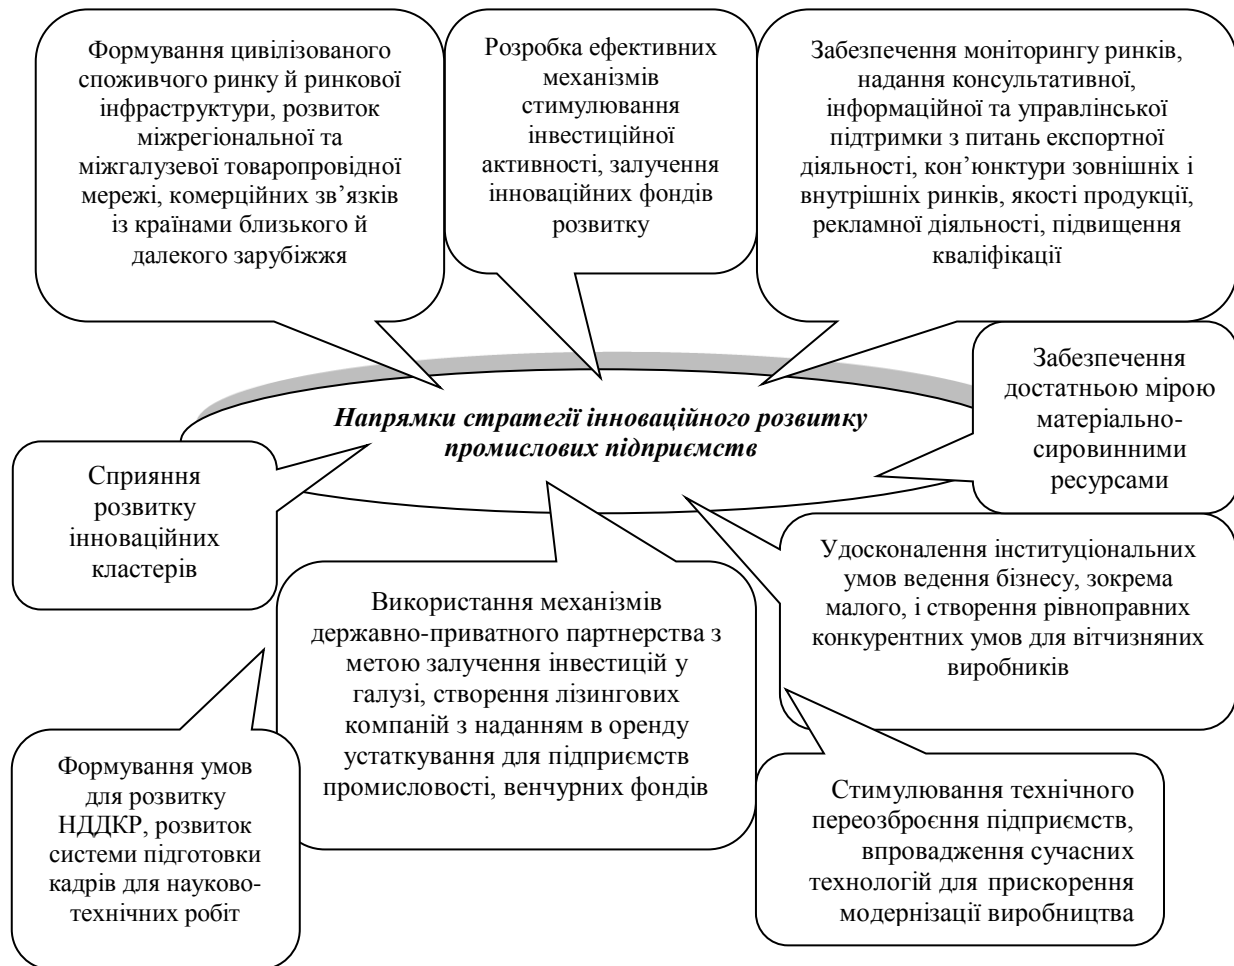 Формування цивілізованого
споживчого ринку й ринкової
інфраструктури, розвиток
міжрегіональної та
міжгалузевої товаропровідної
мережі, комерційних зв’язків
із країнами близького й
далекого зарубіжжя
Розробка ефективних
механізмів
стимулювання
інвестиційної
активності, залучення
інноваційних фондів
розвитку
Забезпечення моніторингу ринків,
надання консультативної,
інформаційної та управлінської
підтримки з питань експортної
діяльності, кон’юнктури зовнішніх і
внутрішніх ринків, якості продукції,
рекламної діяльності, підвищення
кваліфікації
Напрямки стратегії інноваційного розвитку
промислових підприємств
Забезпечення
достатньою мірою
матеріально-
сировинними
ресурсами
Сприяння
розвитку
інноваційних
кластерів
Використання механізмів
державно-приватного партнерства з
метою залучення інвестицій у
галузі, створення лізингових
компаній з наданням в оренду
устаткування для підприємств
промисловості, венчурних фондів
Удосконалення інституціональних
умов ведення бізнесу, зокрема
малого, і створення рівноправних
конкурентних умов для вітчизняних
виробників
Формування умов
для розвитку
НДДКР, розвиток
системи підготовки
кадрів для науково-
технічних робіт
Стимулювання технічного
переозброєння підприємств,
впровадження сучасних
технологій для прискорення
модернізації виробництва